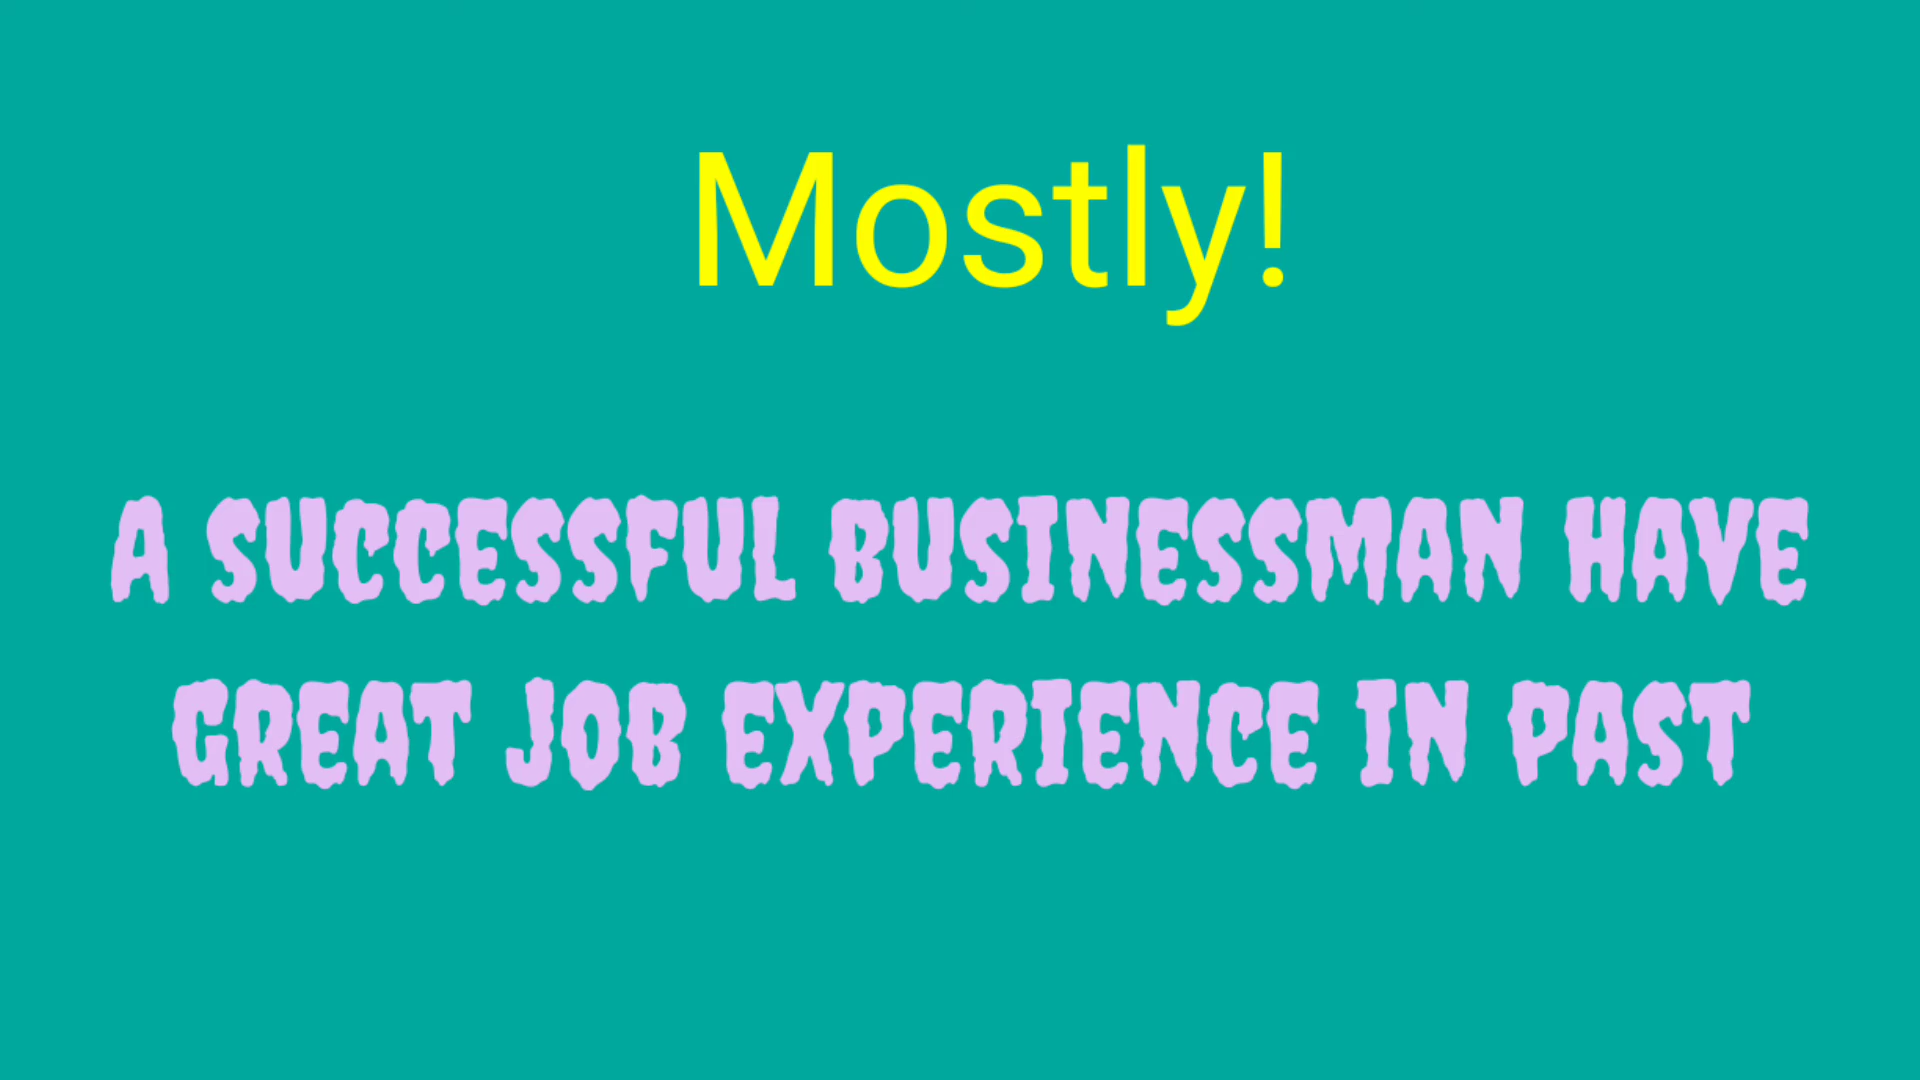 Mostly!
A SUCCESSFUL BUSINESSMAN HAVE
GREAT JOB EXPERIENCE IN PAST